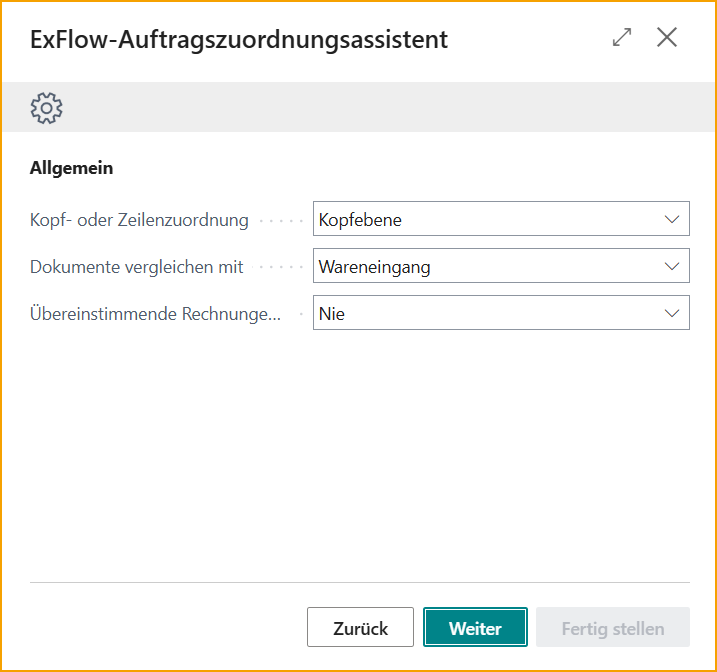 ExFlow-Auftragszuordnungsassistent
Allgemein
Kopf- oder Zeilenzuordnung
Kopfebene
Dokumente vergleichen mit
Wareneingang
Übereinstimmende Rechnunge...
Nie
Zurück
Weiter
Fertig stellen